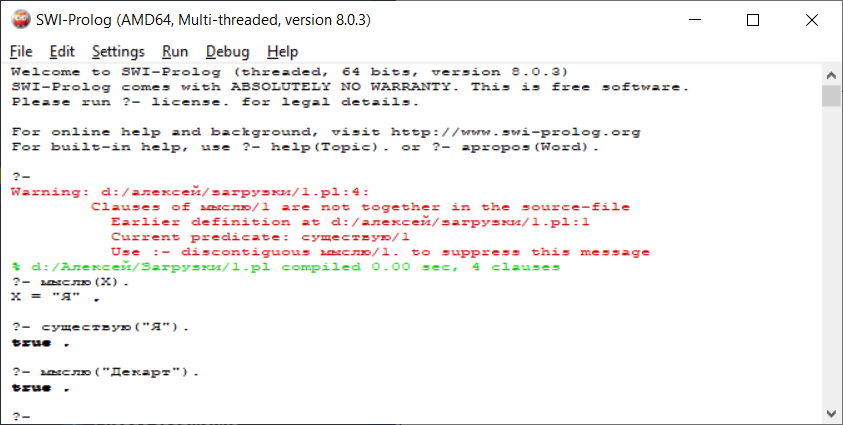 SWI-Prolog (AMD64, Multi-threaded, version 8.0.3)
File Edit Settings Run Debug Help
Welcome to SWI-Prolog (threaded, 64 bits, version 8.0.3)
SWI-Prolog comes with ABSOLUTELY NO WARRANTY. This is free software.
Please run ?- license. for legal details.
For online help and background, visit http://www.swi-prolog.org
For built-in help, use ?- help(Topic). or ?- apropos(Word).
?-
Warning: d:/алексей/загрузки/1.pl:4:
Clauses of мыслю/1 are not together in the source-file
Earlier definition at d:/алексей/загрузки/1.pl:1
Current predicate: существую/1
Use :- discontiguous мыслю/1. to suppress this message
% d:/Алексей/Загрузки/1.pl compiled 0.00 sec, 4 clauses
?- мыслю(X).
X = "Я" .
?- существую("Я").
true .
?- мыслю("Декарт").
true .
?-